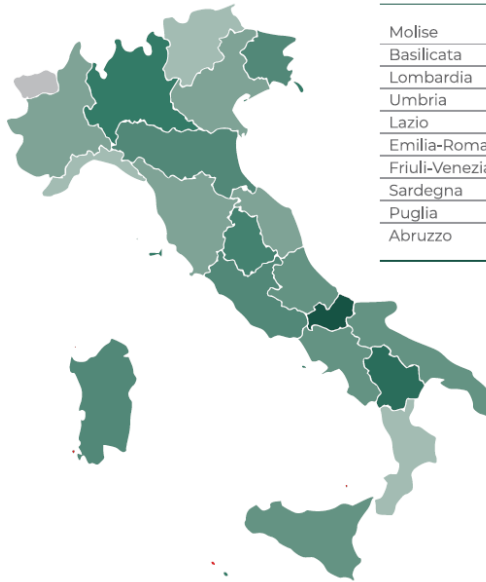 Molise
Basilicata
Lombardia
Umbria
Lazio
Emilia-Roma
Friuli-Venezia
Sardegna
Puglia
Abruzzo